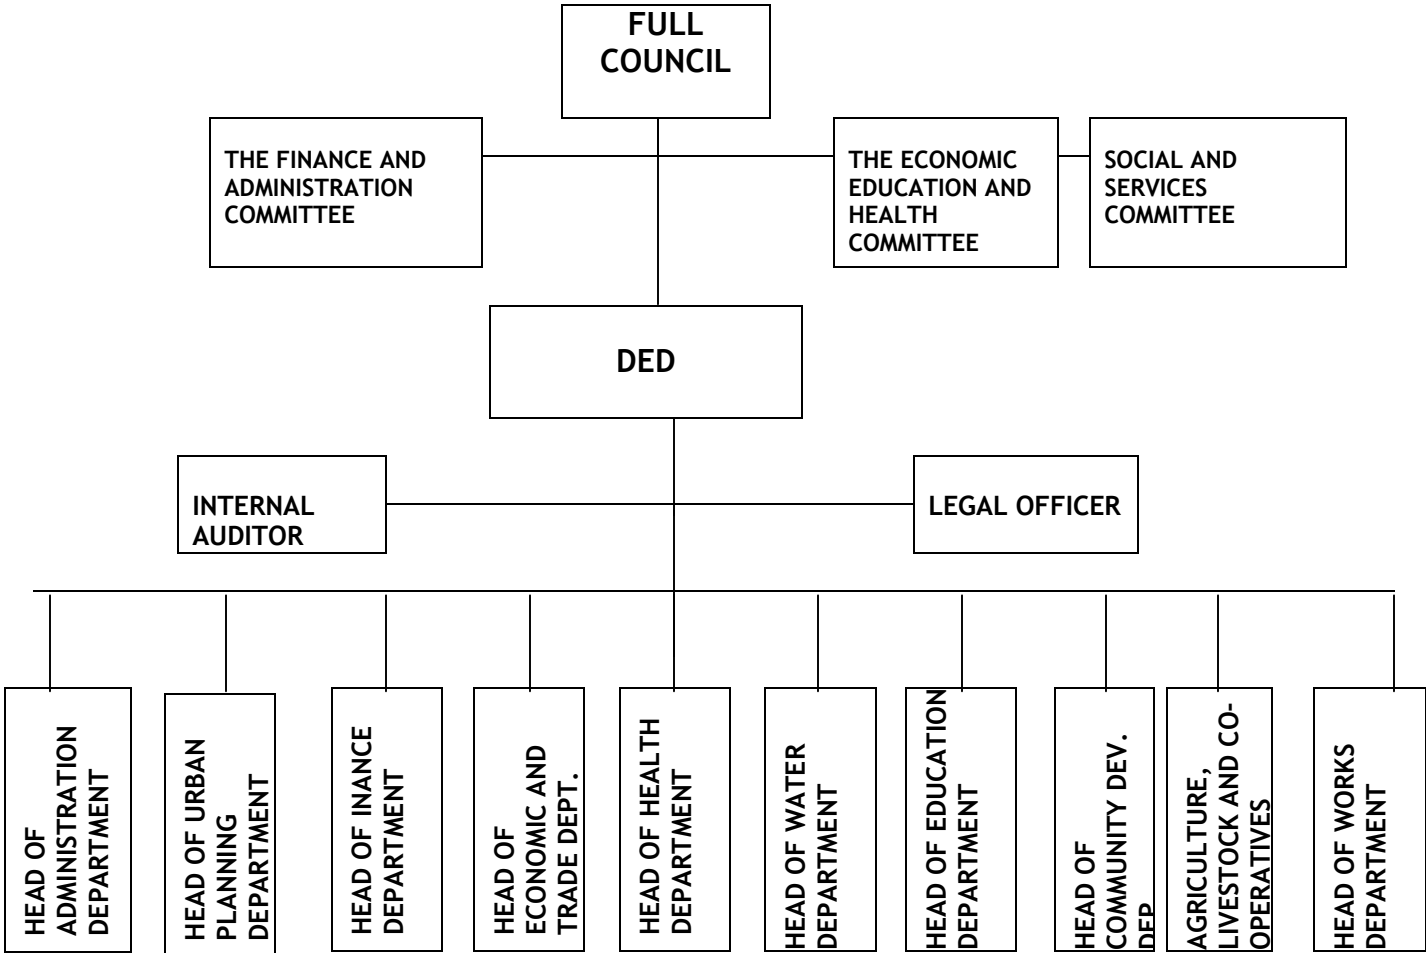 FULL
COUNCIL
THE FINANCE AND
ADMINISTRATION
COMMITTEE
THE ECONOMIC
EDUCATION AND
HEALTH
COMMITTEE
SOCIAL AND
SERVICES
COMMITTEE
DED
INTERNAL
AUDITOR
LEGAL OFFICER
HEAD OF
ADMINISTRATION
DEPARTMENT
HEAD OF URBAN
PLANNING
DEPARTMENT
HEAD OF INANCE
DEPARTMENT
HEAD OF
ECONOMIC AND
TRADE DEPT.
HEAD OF HEALTH
DEPARTMENT
HEAD OF WATER
DEPARTMENT
HEAD OF EDUCATION
DEPARTMENT
HEAD OF
COMMUNITY DEV.
DEP
AGRICULTURE,
LIVESTOCK AND CO-
OPERATIVES
HEAD OF WORKS
DEPARTMENT